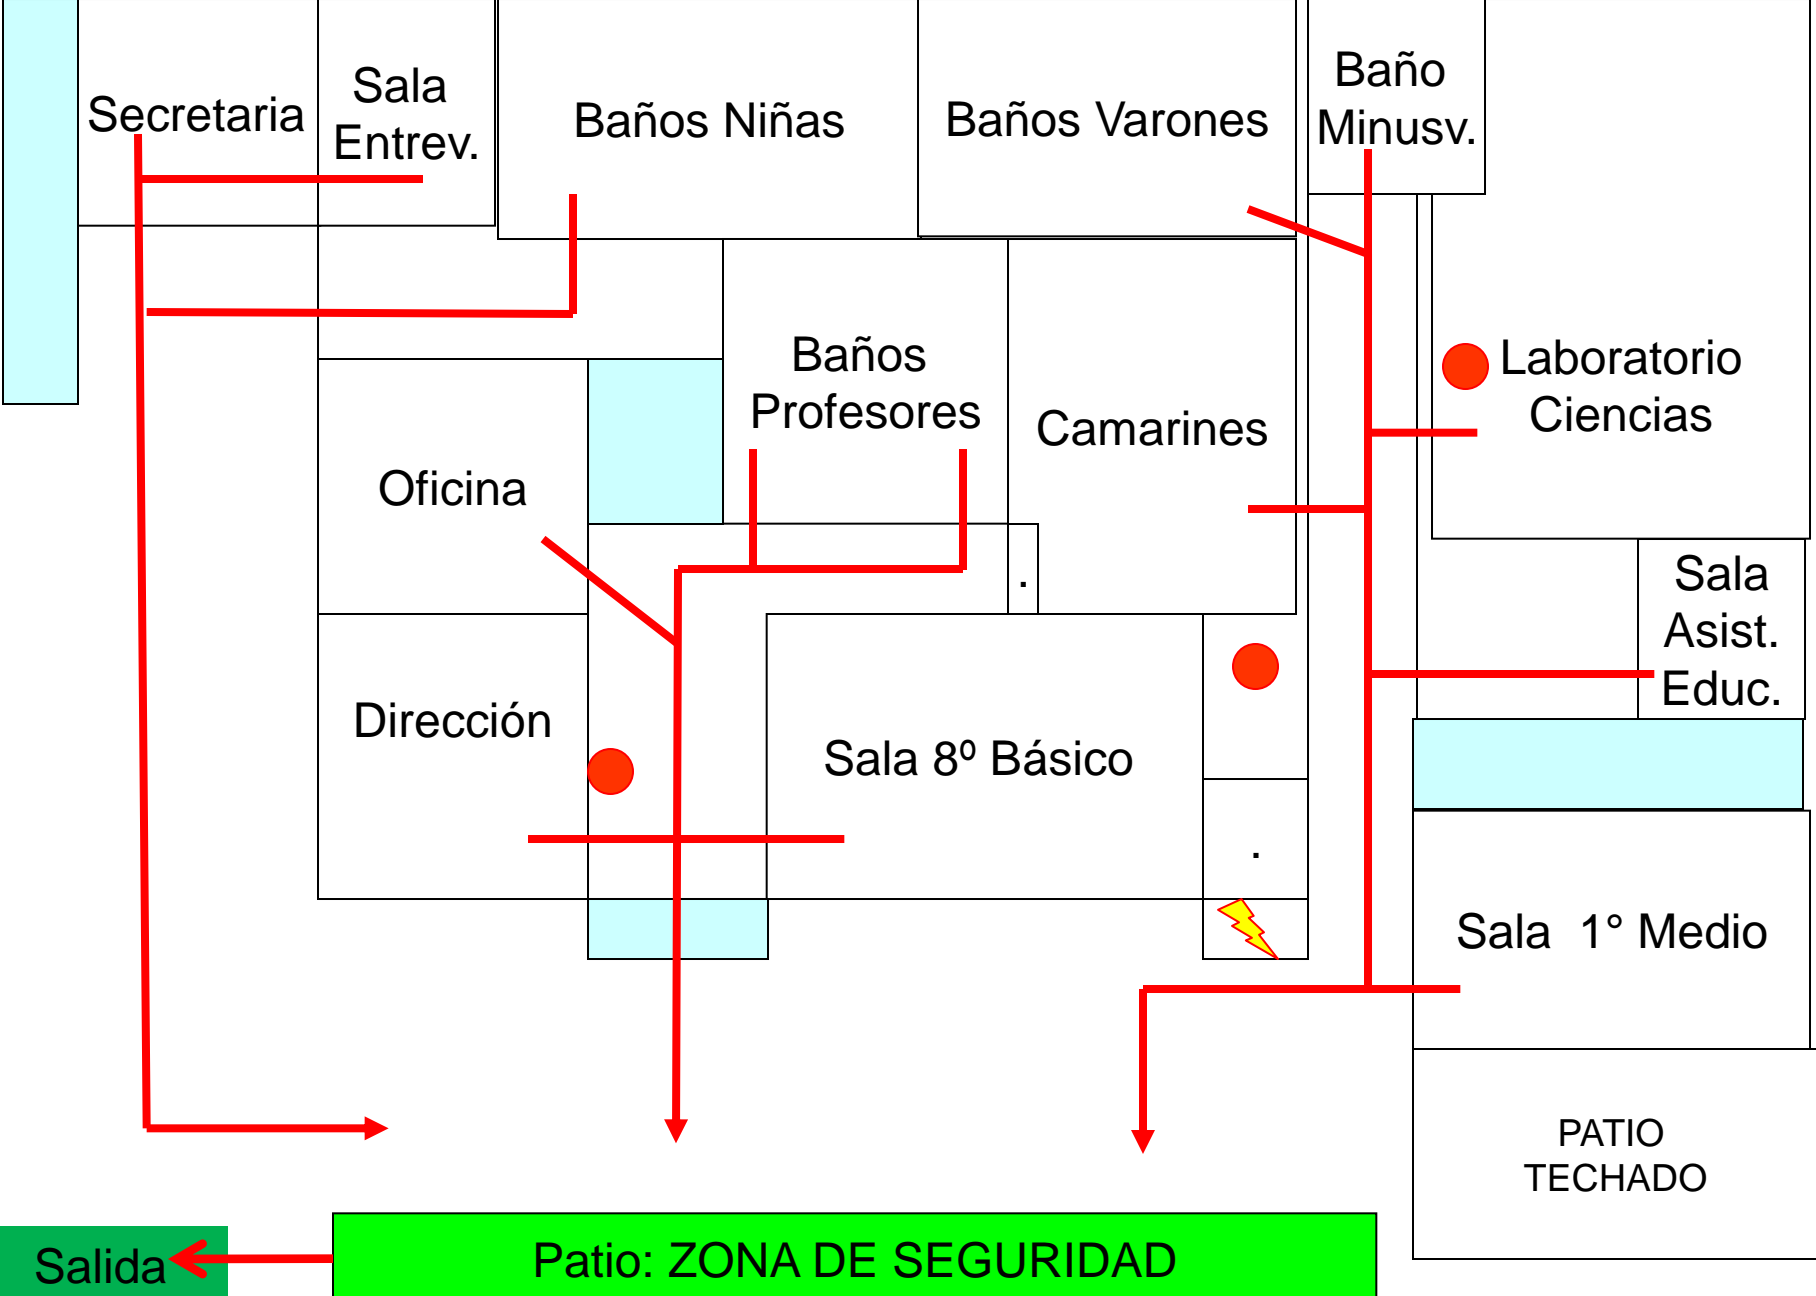 Secretaria
Sala
Entrev.
Baños Niñas
Baños Varones
Baño
Minusv.
Baños
Profesores
Camarines
Laboratorio
Ciencias
Oficina
.
Sala
Asist.
Educ.
Dirección
Sala 8º Básico
.
Sala  1° Medio
PATIO
TECHADO
Salida
Patio: ZONA DE SEGURIDAD